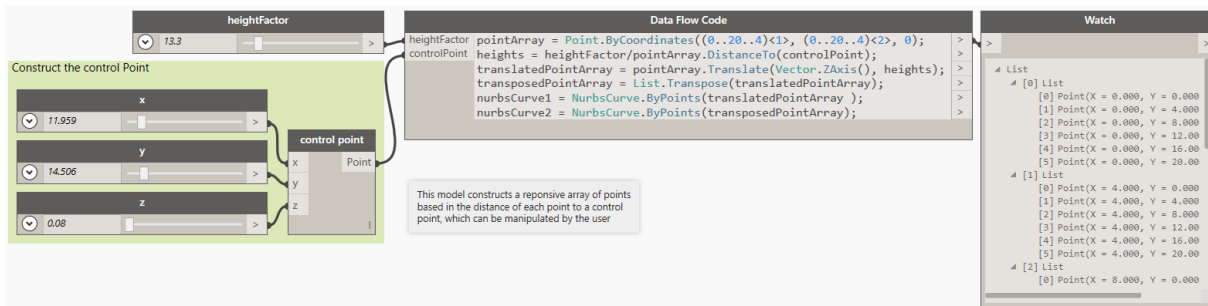 heightFactor
13.3
>
Construct the control Point
x
11.959
>
y
14.506
>
z
0.08
>
control point
x
Point
y
z
l
Data Flow Code
heightFactor
controlPoint
pointArray = Point.ByCoordinates((0..20..4)<1>, (0..20..4)<2>, 0); >
heights = heightFactor/pointArray.DistanceTo(controlPoint); >
translatedPointArray = pointArray.Translate(Vector.ZAxis(), heights); >
transposedPointArray = List.Transpose(translatedPointArray); >
nurbsCurve1 = NurbsCurve.ByPoints(translatedPointArray ); >
nurbsCurve2 = NurbsCurve.ByPoints(transposedPointArray); >
This model constructs a reponsive array of points
based in the distance of each point to a control
point, which can be manipulated by the user
Watch
> >
List
[0] List
[0] Point(X = 0.000, Y = 0.000
[1] Point(X = 0.000, Y = 4.000
[2] Point(X = 0.000, Y = 8.000
[3] Point(X = 0.000, Y = 12.00
[4] Point(X = 0.000, Y = 16.00
[5] Point(X = 0.000, Y = 20.00
[1] List
[0] Point(X = 4.000, Y = 0.000
[1] Point(X = 4.000, Y = 4.000
[2] Point(X = 4.000, Y = 8.000
[3] Point(X = 4.000, Y = 12.00
[4] Point(X = 4.000, Y = 16.00
[5] Point(X = 4.000, Y = 20.00
[2] List
[0] Point(X = 8.000, Y = 0.000